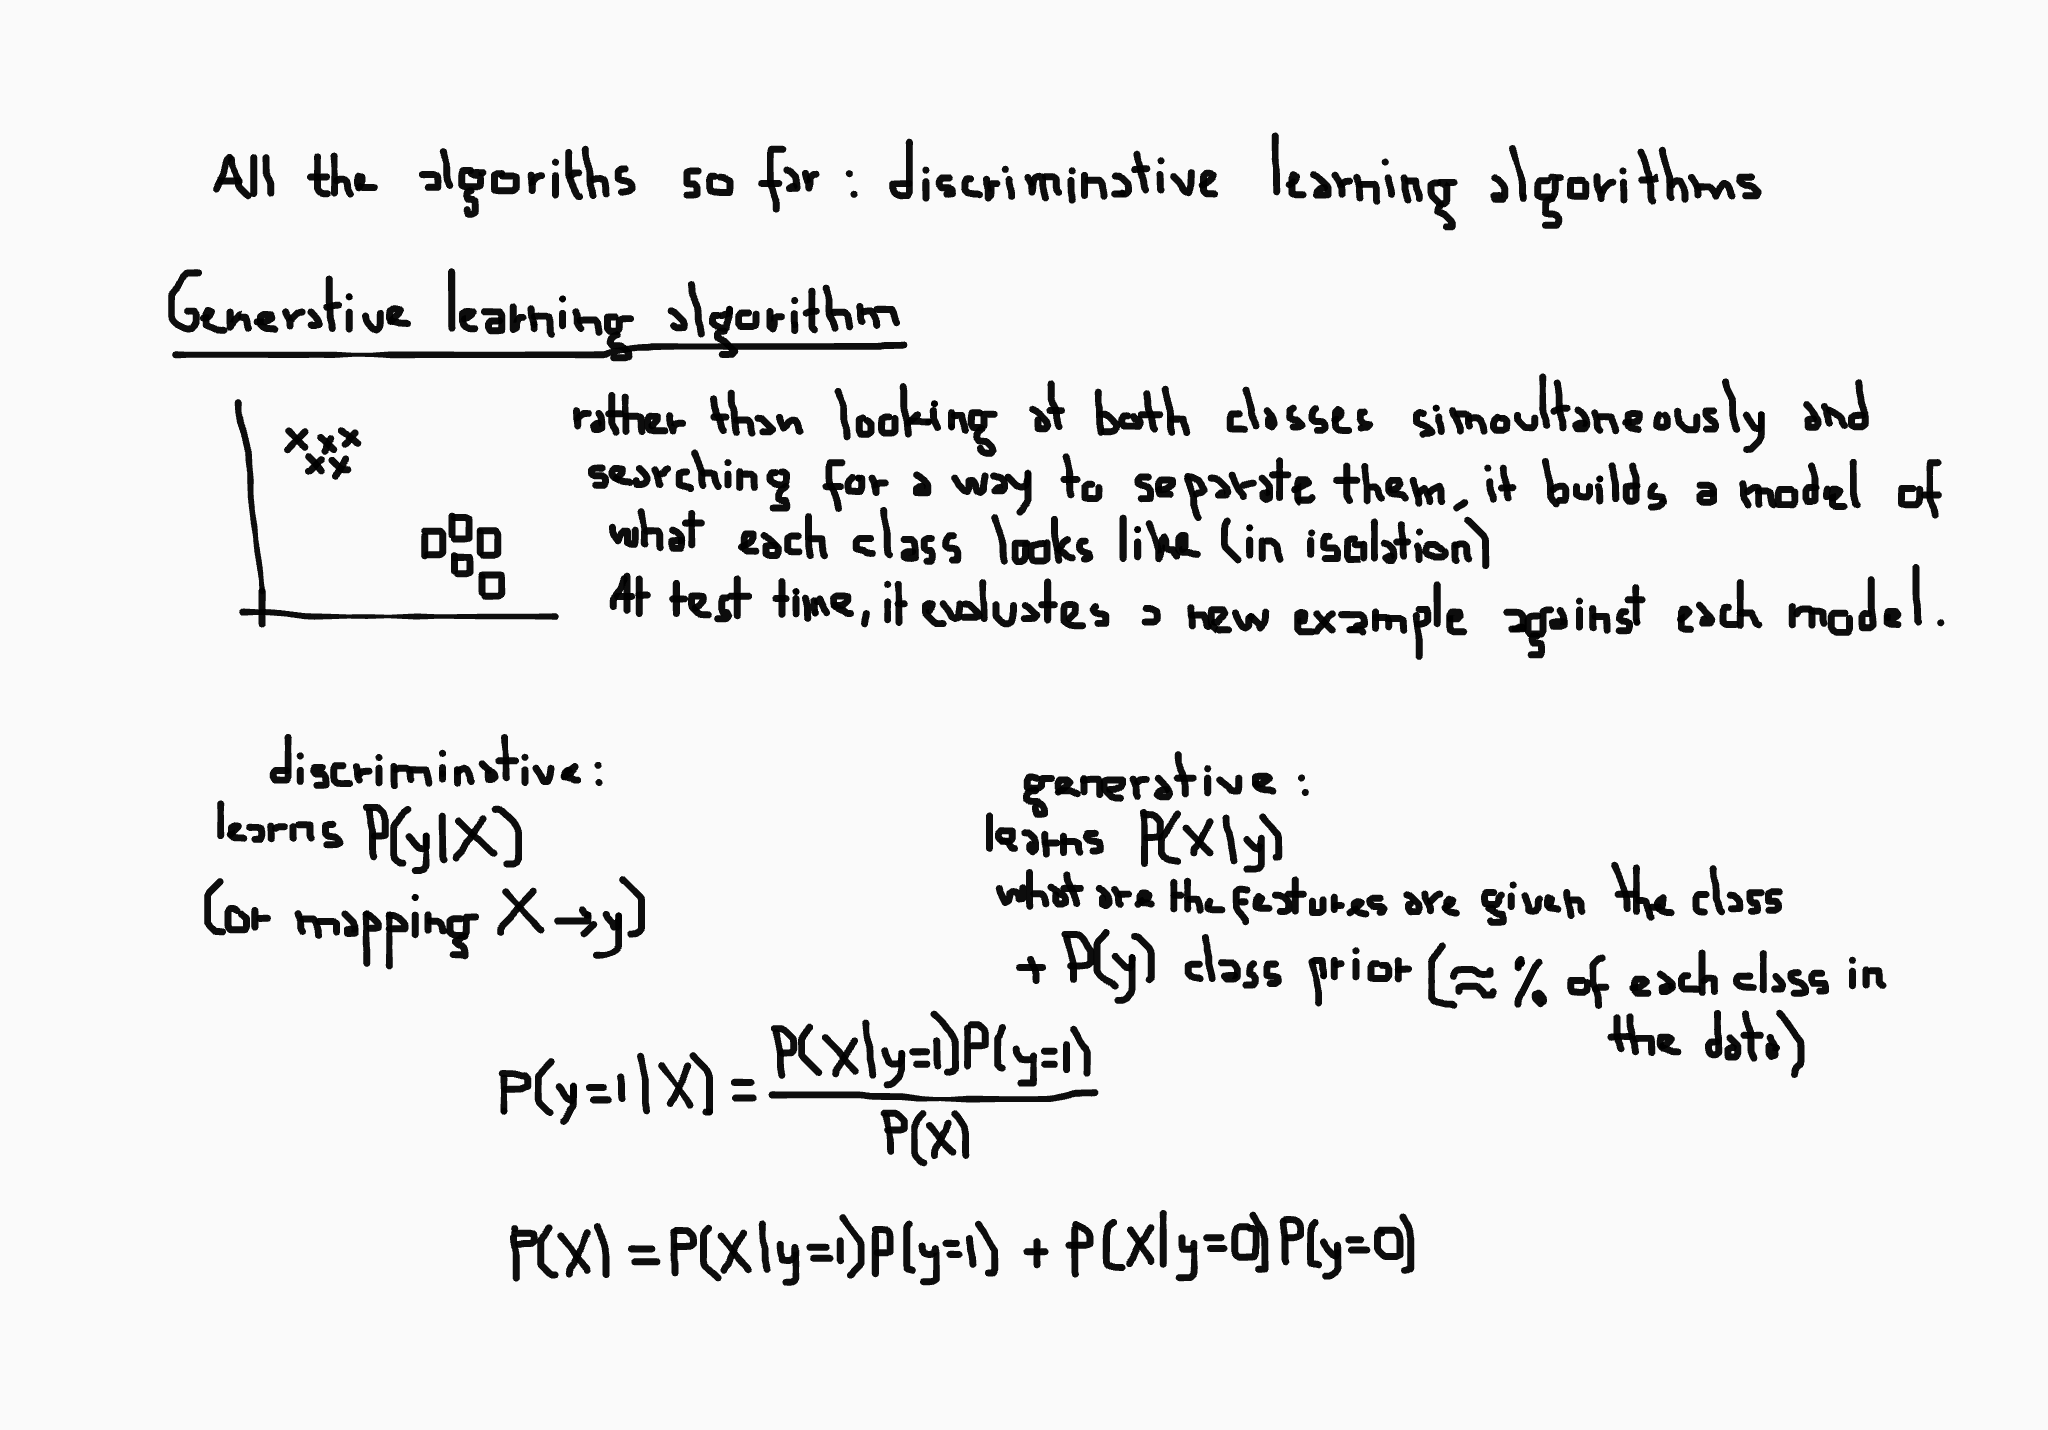 All the algoriths so far : discriminative learning algorithms
Generative learning algorithm
rather than looking at both classes simoultaneously and
searching for a way to separate them, it builds a model of
what each class looks like (in isolation)
At test time, it evaluates a new example against each model.
discriminative:
learns P(y|X)
(or mapping X → y)
generative :
learns P(X|y)
what are the features are given the class
+ P(y) class prior (≈ % of each class in
the data)
P(y=1|X) = P(X|y=1)P(y=1) / P(X)
P(X) = P(X|y=1)P(y=1) + P(X|y=0)P(y=0)